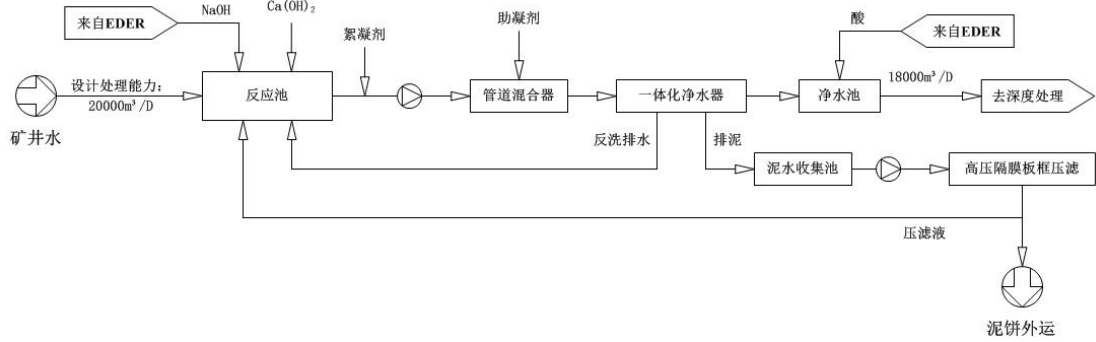 来自EDER
NaOH
Ca(OH)₂
絮凝剂
助凝剂
酸
来自EDER
设计处理能力：
20000m³/D
矿井水
反应池
管道混合器
一体化净水器
净水池
18000m³/D
去深度处理
反洗排水
排泥
泥水收集池
高压隔膜板框压滤
压滤液
泥饼外运